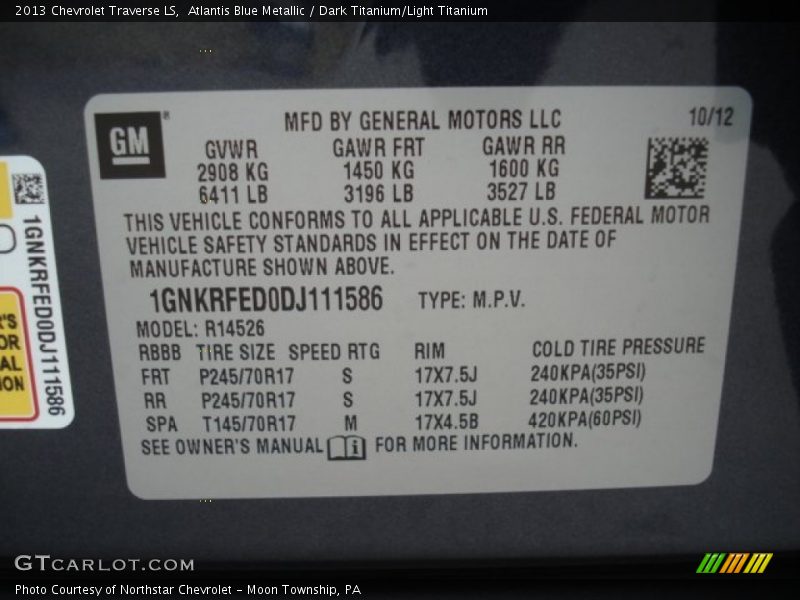 2013 Chevrolet Traverse LS,  Atlantis Blue Metallic / Dark Titanium/Light Titanium
GM
®
MFD BY GENERAL MOTORS LLC
10/12
GVWR GAWR FRT GAWR RR
2908 KG 1450 KG 1600 KG
6411 LB 3196 LB 3527 LB
THIS VEHICLE CONFORMS TO ALL APPLICABLE U.S. FEDERAL MOTOR
VEHICLE SAFETY STANDARDS IN EFFECT ON THE DATE OF
MANUFACTURE SHOWN ABOVE.
1GNKRFED0DJ111586 TYPE: M.P.V.
MODEL: R14526
RBBB TIRE SIZE SPEED RTG RIM COLD TIRE PRESSURE
FRT P245/70R17 S 17X7.5J 240KPA(35PSI)
RR P245/70R17 S 17X7.5J 240KPA(35PSI)
SPA T145/70R17 M 17X4.5B 420KPA(60PSI)
SEE OWNER'S MANUAL i FOR MORE INFORMATION.
1GNKRFED0DJ111586
GTCARLOT.COM
Photo Courtesy of Northstar Chevrolet - Moon Township, PA